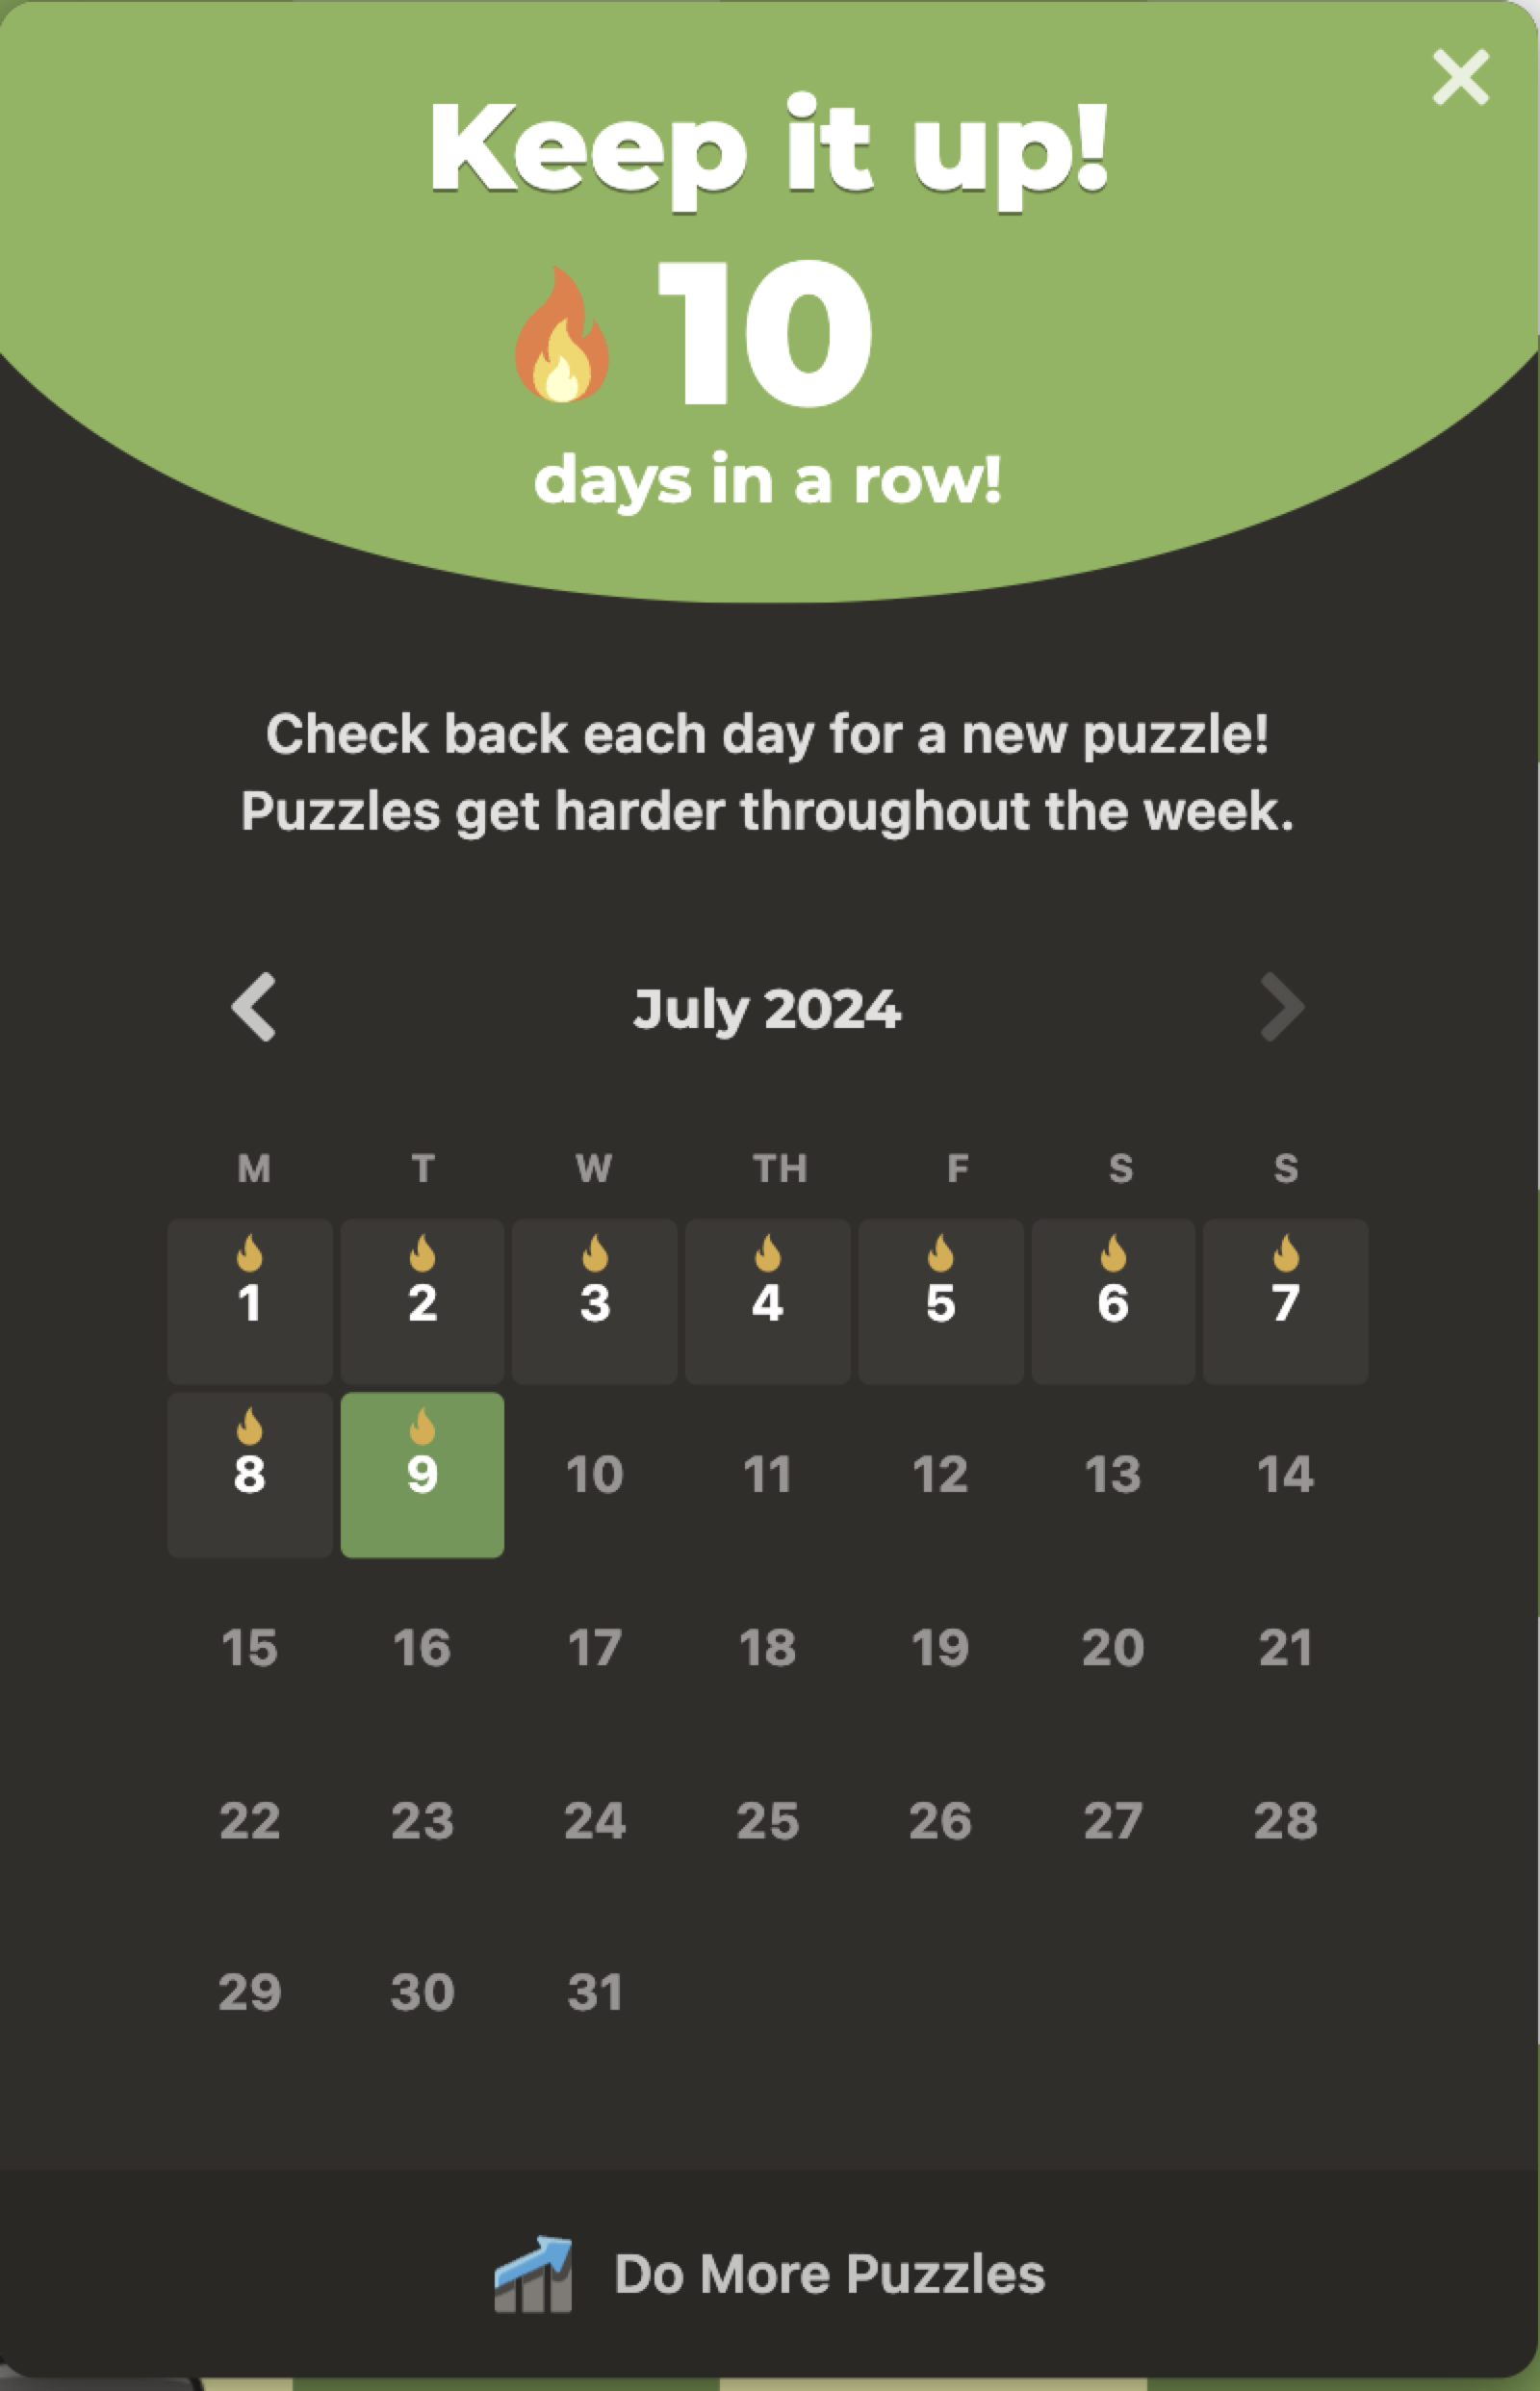 Keep it up!
10
days in a row!
Check back each day for a new puzzle!
Puzzles get harder throughout the week.
July 2024
M T W TH F S S
1 2 3 4 5 6 7
8 9 10 11 12 13 14
15 16 17 18 19 20 21
22 23 24 25 26 27 28
29 30 31
Do More Puzzles